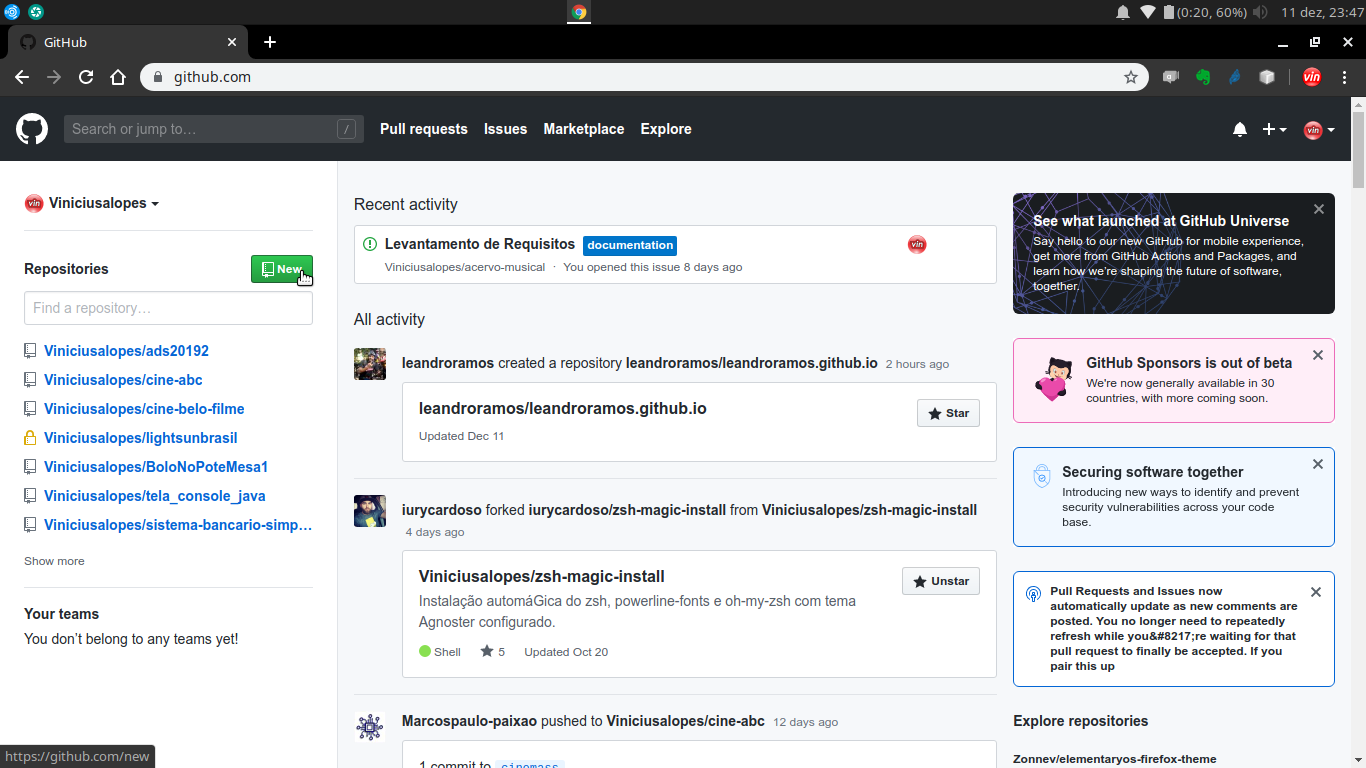 (0:20, 60%) 11 dez, 23:47
GitHub
github.com
vin
Search or jump to… /
Pull requests Issues Marketplace Explore
vin
vin Viniciusalopes
Repositories
New
Find a repository…
Viniciusalopes/ads20192
Viniciusalopes/cine-abc
Viniciusalopes/cine-belo-filme
Viniciusalopes/lightsunbrasil
Viniciusalopes/BoloNoPoteMesa1
Viniciusalopes/tela_console_java
Viniciusalopes/sistema-bancario-simp…
Show more
Your teams
You don’t belong to any teams yet!
Recent activity
Levantamento de Requisitos documentation
vin
Viniciusalopes/acervo-musical · You opened this issue 8 days ago
All activity
leandroramos created a repository leandroramos/leandroramos.github.io 2 hours ago
leandroramos/leandroramos.github.io
Star
Updated Dec 11
iurycardoso forked iurycardoso/zsh-magic-install from Viniciusalopes/zsh-magic-install
4 days ago
Viniciusalopes/zsh-magic-install
Unstar
Instalação automáGica do zsh, powerline-fonts e oh-my-zsh com tema
Agnoster configurado.
Shell 5 Updated Oct 20
Marcospaulo-paixao pushed to Viniciusalopes/cine-abc 12 days ago
1 commit to cinemass
See what launched at GitHub Universe
Say hello to our new GitHub for mobile experience,
get more from GitHub Actions and Packages, and
learn how we’re shaping the future of software,
together.
GitHub Sponsors is out of beta
We're now generally available in 30
countries, with more coming soon.
Securing software together
Introducing new ways to identify and prevent
security vulnerabilities across your code
base.
Pull Requests and Issues now
automatically update as new comments are
posted. You no longer need to repeatedly
refresh while you&#8217;re waiting for that
pull request to finally be accepted. If you
pair this up
Explore repositories
Zonnev/elementaryos-firefox-theme
https://github.com/new